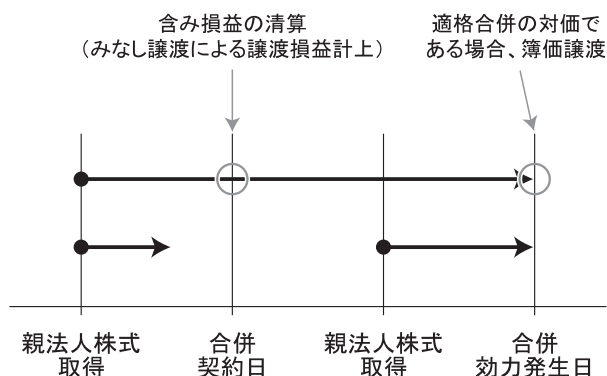 含み損益の清算
(みなし譲渡による譲渡損益計上)
適格合併の対価で
ある場合、簿価譲渡
親法人株式
取得
合併
契約日
親法人株式
取得
合併
効力発生日